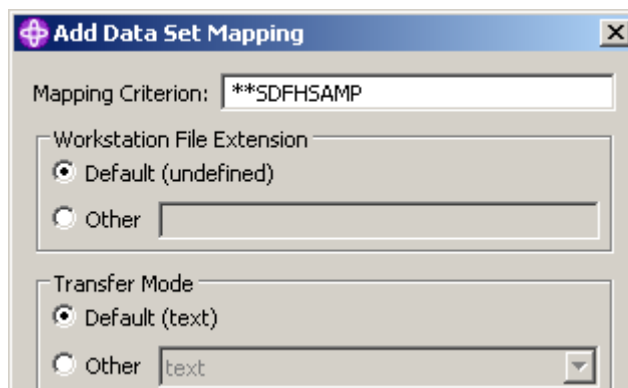 Add Data Set Mapping
Mapping Criterion: **SDFHSAMP
Workstation File Extension
Default (undefined)
Other
Transfer Mode
Default (text)
Other text